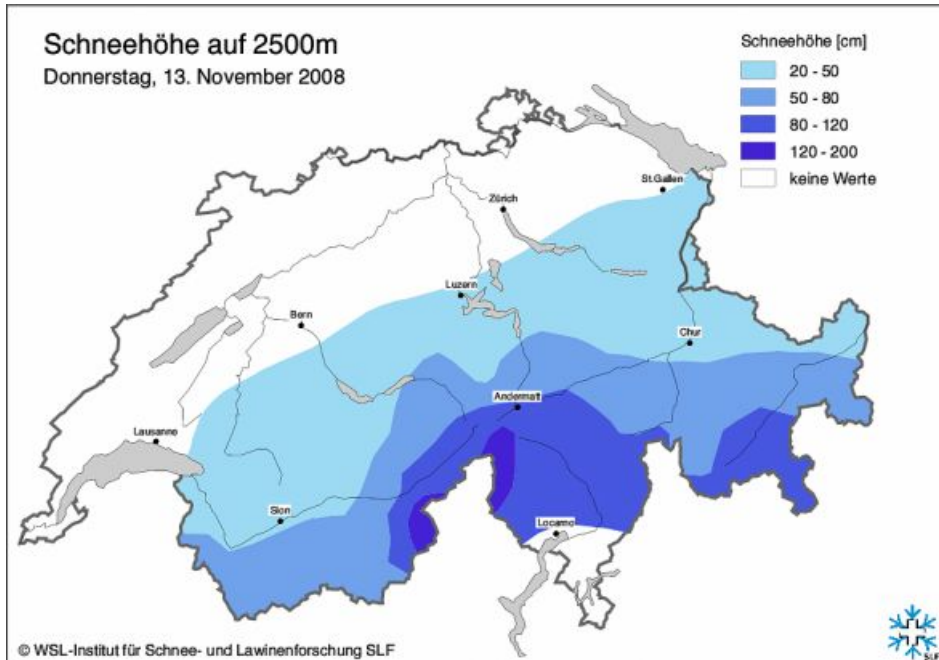 Schneehöhe auf 2500m
Donnerstag, 13. November 2008
Schneehöhe [cm]
20 - 50
50 - 80
80 - 120
120 - 200
keine Werte
St.Gallen
Zürich
Luzern
Bern
Chur
Andermatt
Lausanne
Sion
Locarno
© WSL-Institut für Schnee- und Lawinenforschung SLF
SLF